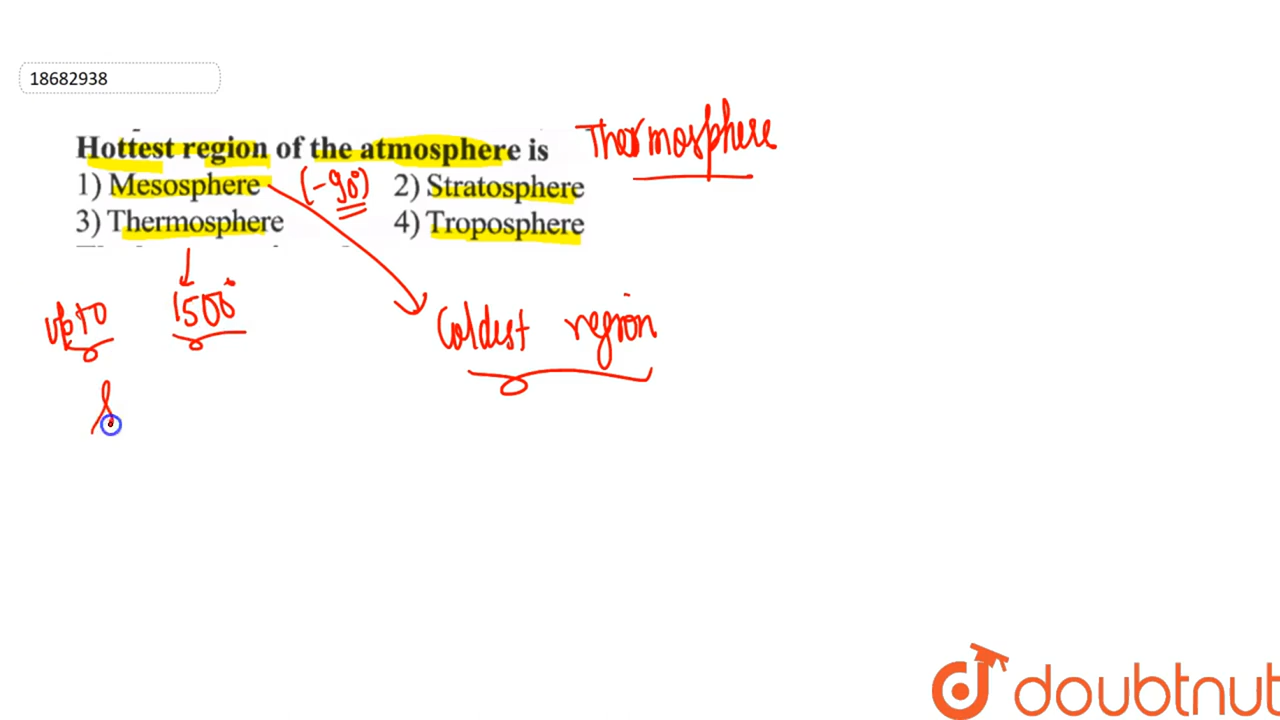 18682938
Hottest region of the atmosphere is Thermosphere
1) Mesosphere (-90°) 2) Stratosphere
3) Thermosphere 4) Troposphere
upto 1500°
Coldest region
doubtnut